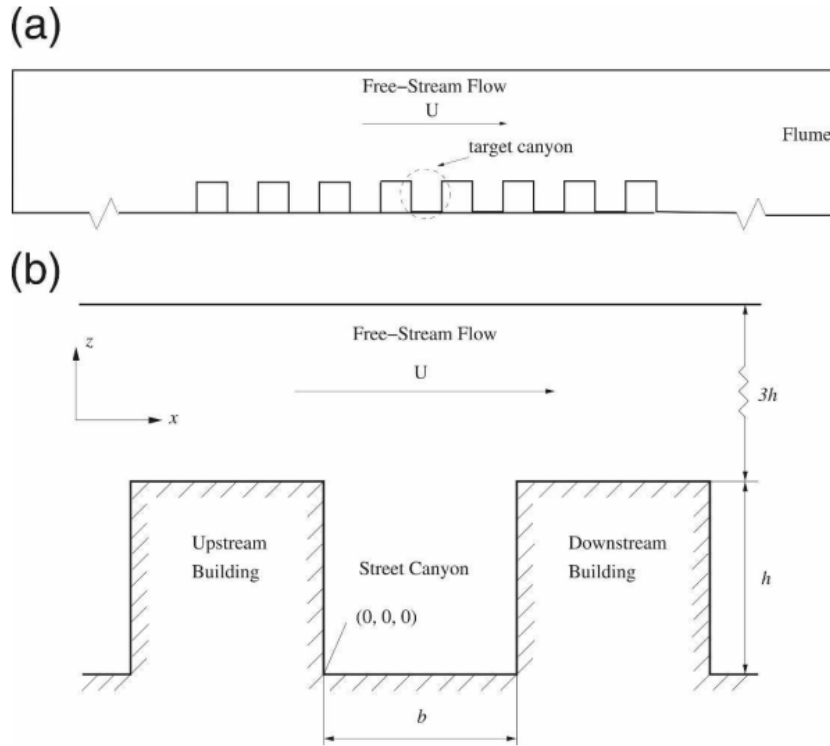 (a)
Free-Stream Flow
U
target canyon
Flume
(b)
Free-Stream Flow
U
z
x
3h
Upstream
Building
Street Canyon
Downstream
Building
h
(0, 0, 0)
b